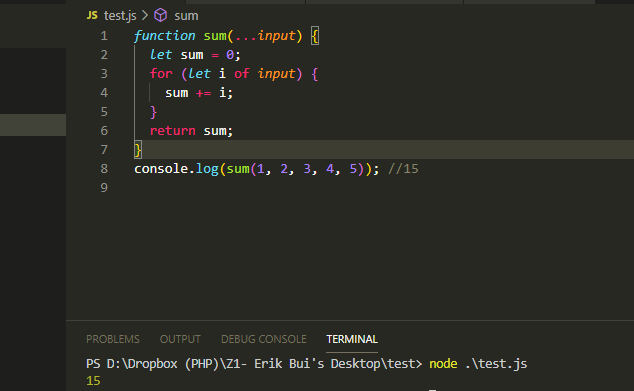 JS test.js > sum
1 function sum(...input) {
2 let sum = 0;
3 for (let i of input) {
4 sum += i;
5 }
6 return sum;
7 }
8 console.log(sum(1, 2, 3, 4, 5)); //15
9
PROBLEMS OUTPUT DEBUG CONSOLE TERMINAL
PS D:\Dropbox (PHP)\Z1- Erik Bui's Desktop\test> node .\test.js
15